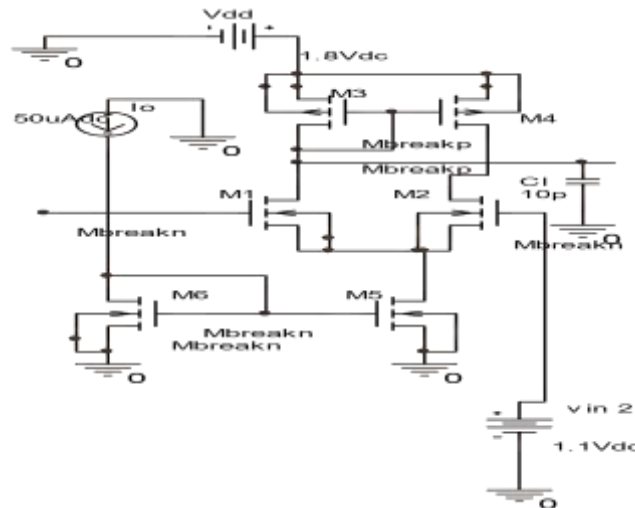 Vdd
1.8Vdc
0
Io
50uAdc
0
M3
M4
Mbreakp
Mbreakp
Cl
10p
0
M1
M2
Mbreakn
Mbreakn
M6
M5
Mbreakn
Mbreakn
0
0
vin 2
1.1Vdc
0